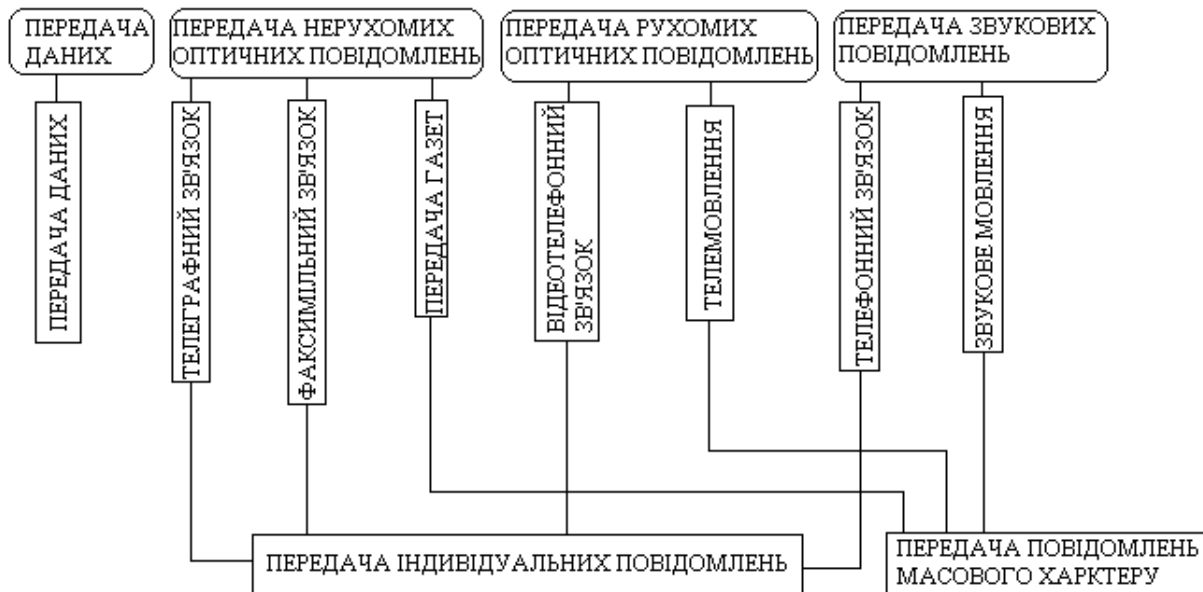 ПЕРЕДАЧА
ДАНИХ
ПЕРЕДАЧА НЕРУХОМИХ
ОПТИЧНИХ ПОВІДОМЛЕНЬ
ПЕРЕДАЧА РУХОМИХ
ОПТИЧНИХ ПОВІДОМЛЕНЬ
ПЕРЕДАЧА ЗВУКОВИХ
ПОВІДОМЛЕНЬ
ПЕРЕДАЧА ДАНИХ
ТЕЛЕГРАФНИЙ ЗВ'ЯЗОК
ФАКСИМІЛЬНИЙ ЗВ'ЯЗОК
ПЕРЕДАЧА ГАЗЕТ
ВІДЕОТЕЛЕФОННИЙ
ЗВ'ЯЗОК
ТЕЛЕМОВЛЕННЯ
ТЕЛЕФОННИЙ ЗВ'ЯЗОК
ЗВУКОВЕ МОВЛЕННЯ
ПЕРЕДАЧА ІНДИВІДУАЛЬНИХ ПОВІДОМЛЕНЬ
ПЕРЕДАЧА ПОВІДОМЛЕНЬ
МАСОВОГО ХАРКТЕРУ